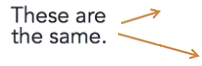 These are
the same.